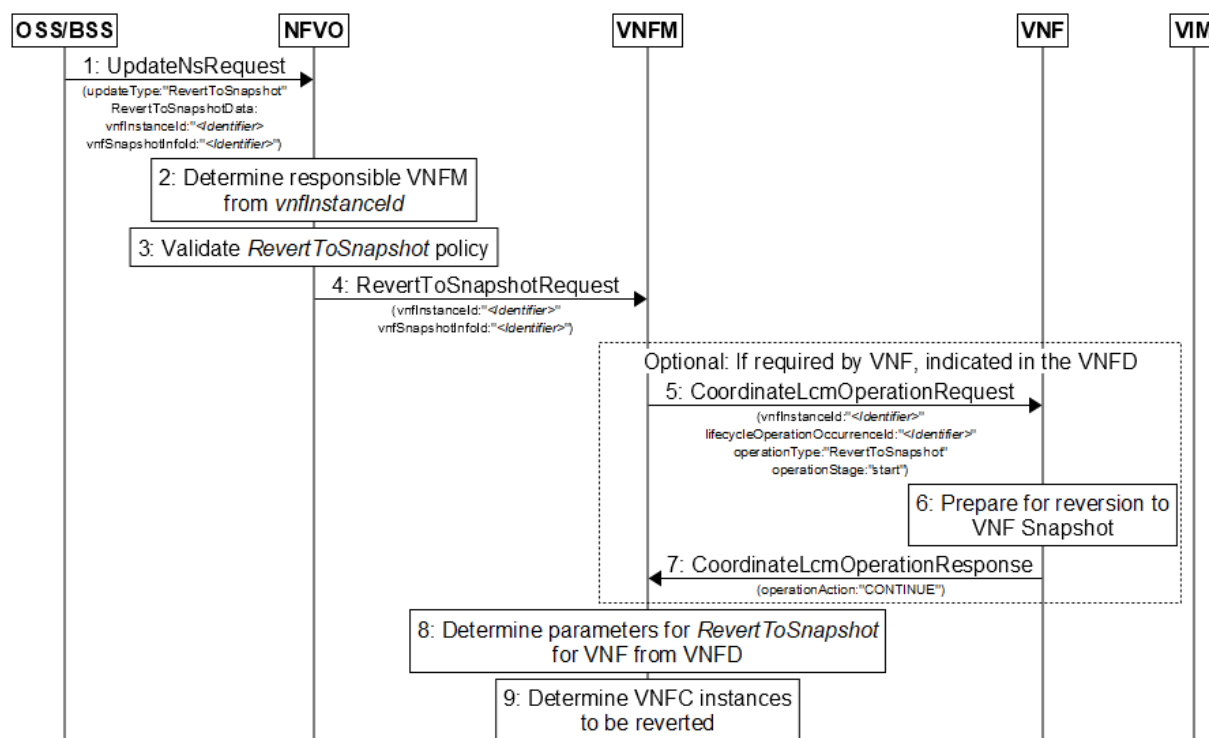 OSS/BSS NFVO VNFM VNF VIM
1: UpdateNsRequest
(updateType:"RevertToSnapshot"
RevertToSnapshotData:
vnfInstanceId:"<Identifier>
vnfSnapshotInfoId:"<Identifier>")
2: Determine responsible VNFM
from vnfInstanceId
3: Validate RevertToSnapshot policy
4: RevertToSnapshotRequest
(vnfInstanceId:"<Identifier>"
vnfSnapshotInfoId:"<Identifier>")
Optional: If required by VNF, indicated in the VNFD
5: CoordinateLcmOperationRequest
(vnfInstanceId:"<Identifier>"
lifecycleOperationOccurrenceId:"<Identifier>"
operationType:"RevertToSnapshot"
operationStage:"start")
6: Prepare for reversion to
VNF Snapshot
7: CoordinateLcmOperationResponse
(operationAction:"CONTINUE")
8: Determine parameters for RevertToSnapshot
for VNF from VNFD
9: Determine VNFC instances
to be reverted